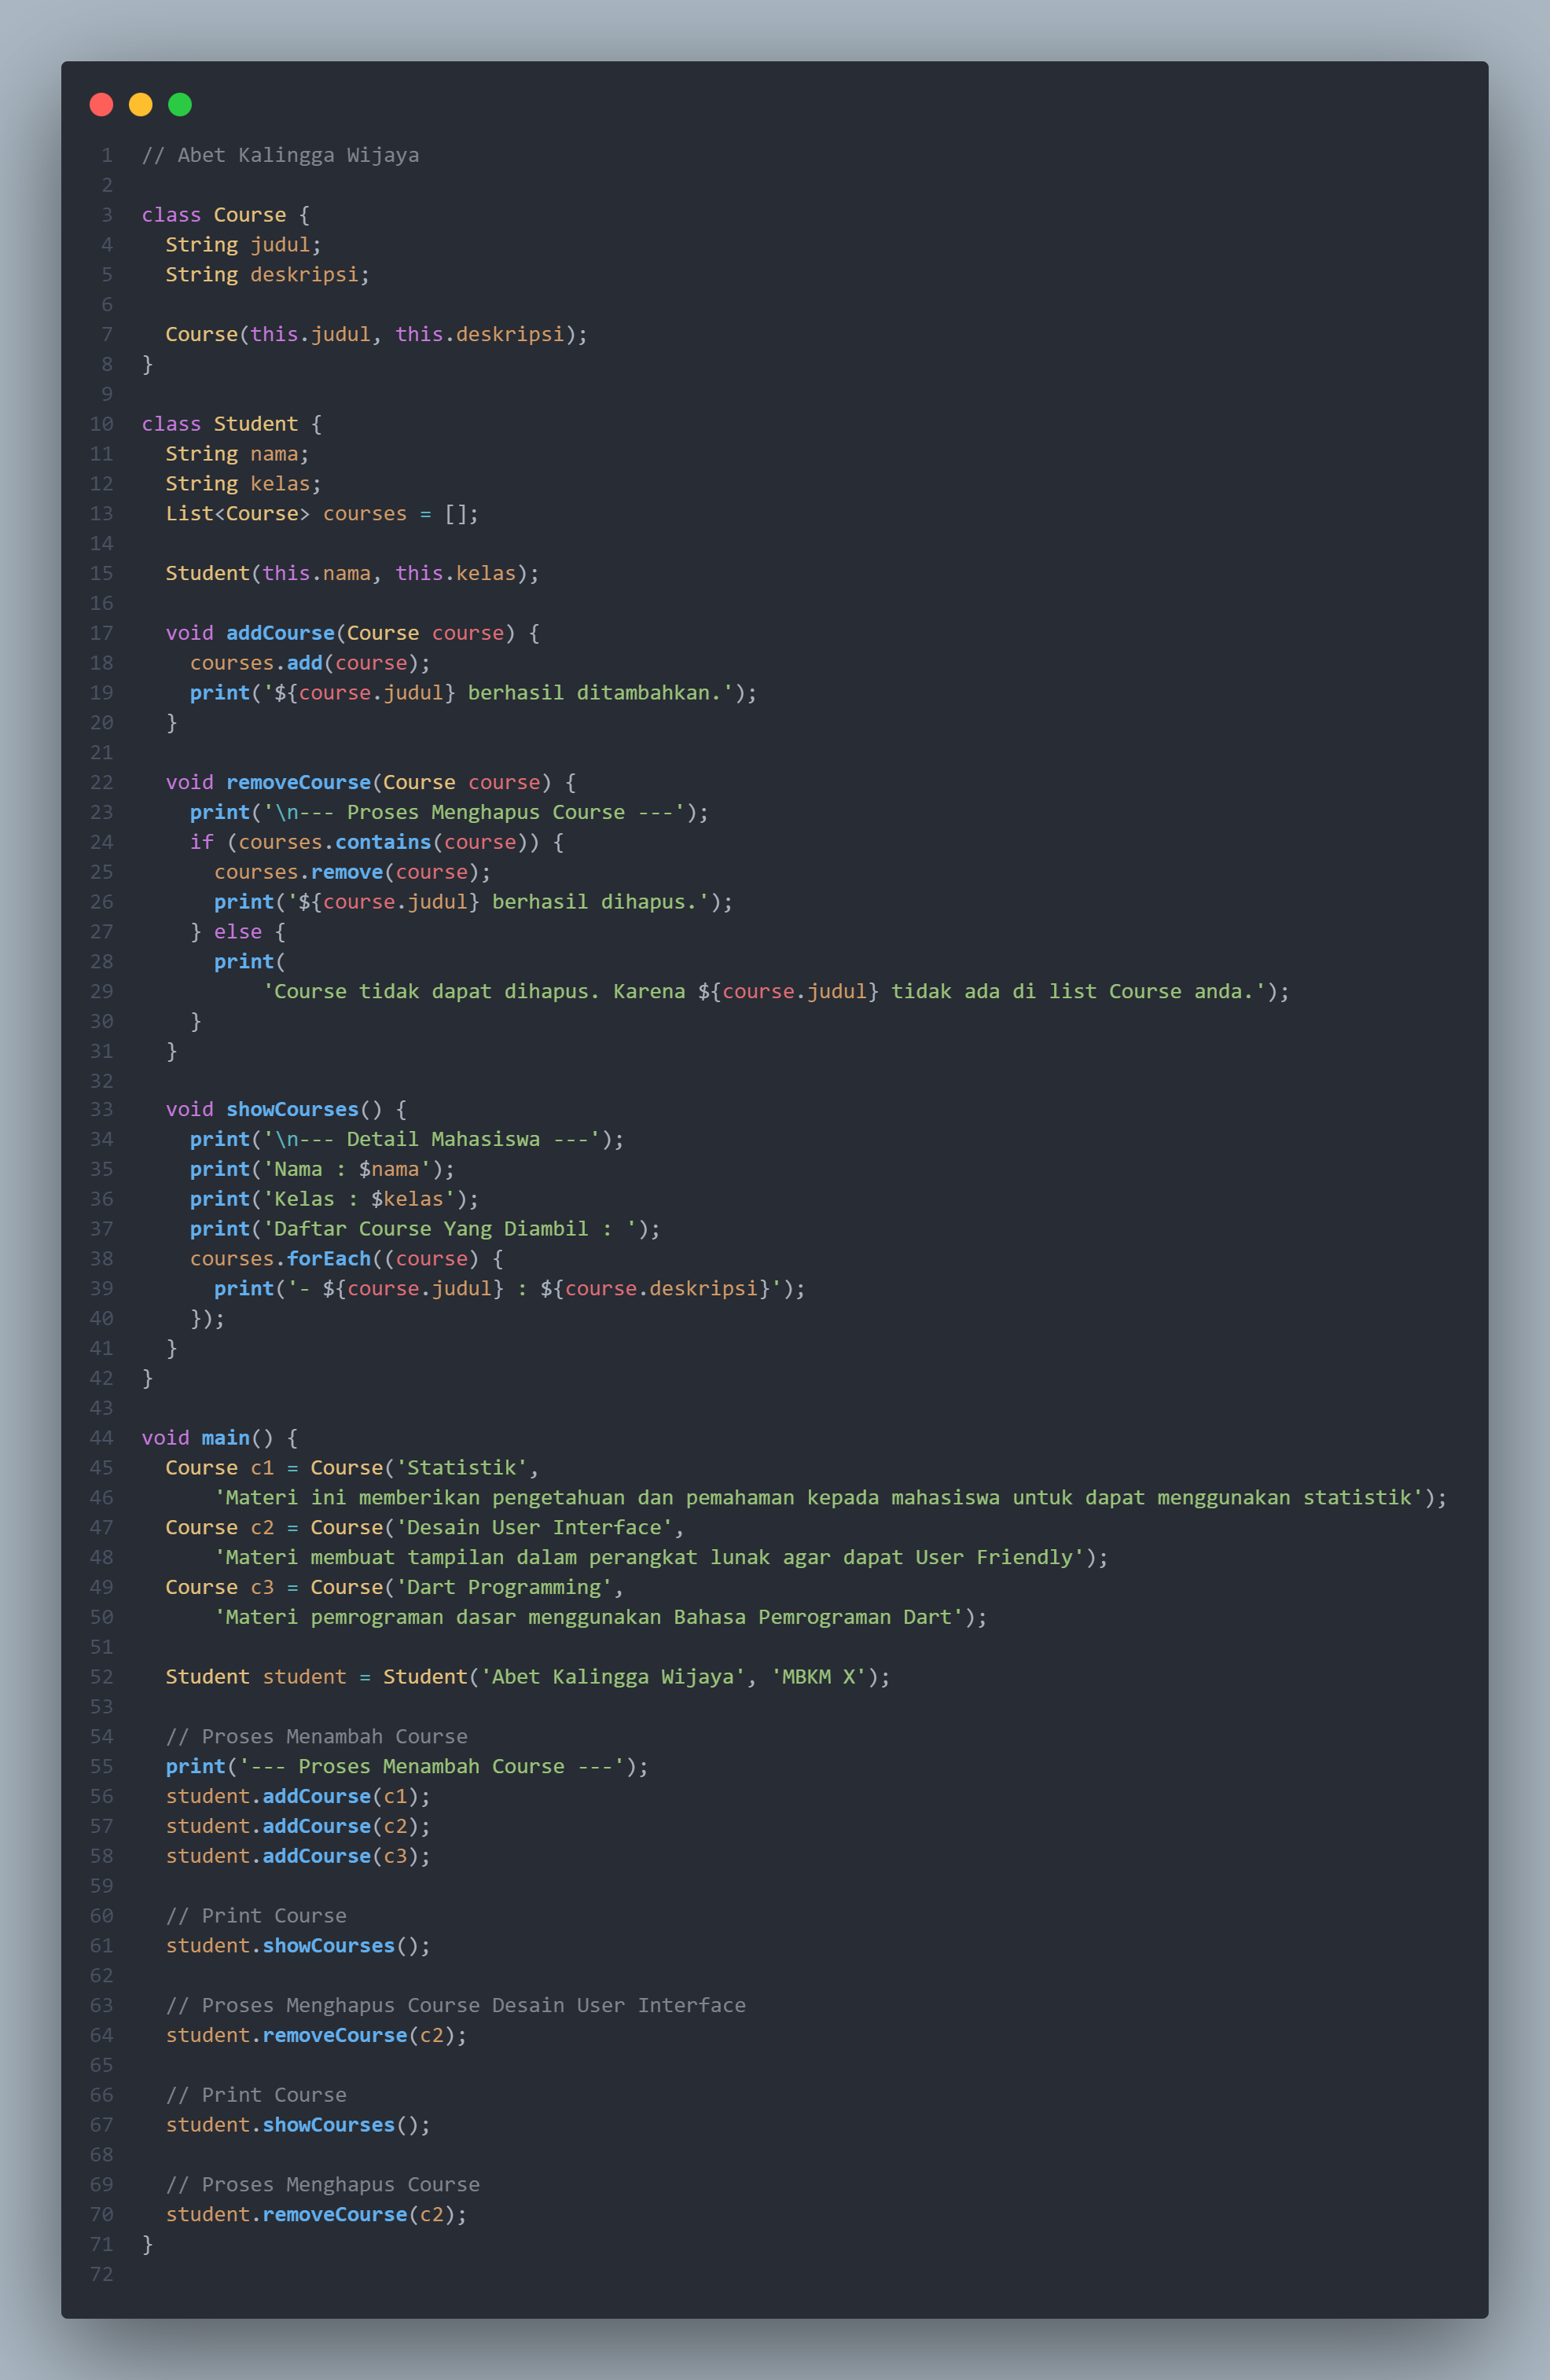 1 // Abet Kalingga Wijaya
2
3 class Course {
4   String judul;
5   String deskripsi;
6
7   Course(this.judul, this.deskripsi);
8 }
9
10 class Student {
11   String nama;
12   String kelas;
13   List<Course> courses = [];
14
15   Student(this.nama, this.kelas);
16
17   void addCourse(Course course) {
18     courses.add(course);
19     print('${course.judul} berhasil ditambahkan.');
20   }
21
22   void removeCourse(Course course) {
23     print('\n--- Proses Menghapus Course ---');
24     if (courses.contains(course)) {
25       courses.remove(course);
26       print('${course.judul} berhasil dihapus.');
27     } else {
28       print(
29           'Course tidak dapat dihapus. Karena ${course.judul} tidak ada di list Course anda.');
30     }
31   }
32
33   void showCourses() {
34     print('\n--- Detail Mahasiswa ---');
35     print('Nama : $nama');
36     print('Kelas : $kelas');
37     print('Daftar Course Yang Diambil : ');
38     courses.forEach((course) {
39       print('- ${course.judul} : ${course.deskripsi}');
40     });
41   }
42 }
43
44 void main() {
45   Course c1 = Course('Statistik',
46       'Materi ini memberikan pengetahuan dan pemahaman kepada mahasiswa untuk dapat menggunakan statistik');
47   Course c2 = Course('Desain User Interface',
48       'Materi membuat tampilan dalam perangkat lunak agar dapat User Friendly');
49   Course c3 = Course('Dart Programming',
50       'Materi pemrograman dasar menggunakan Bahasa Pemrograman Dart');
51
52   Student student = Student('Abet Kalingga Wijaya', 'MBKM X');
53
54   // Proses Menambah Course
55   print('--- Proses Menambah Course ---');
56   student.addCourse(c1);
57   student.addCourse(c2);
58   student.addCourse(c3);
59
60   // Print Course
61   student.showCourses();
62
63   // Proses Menghapus Course Desain User Interface
64   student.removeCourse(c2);
65
66   // Print Course
67   student.showCourses();
68
69   // Proses Menghapus Course
70   student.removeCourse(c2);
71 }
72